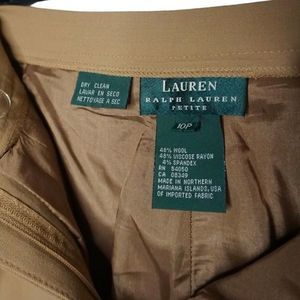 DRY CLEAN
LAVAR EN SECO
NETTOYAGE A SEC
LAUREN
RALPH LAUREN
PETITE
10P
48% WOOL
48% VISCOSE RAYON
4% SPANDEX
RN 54050
CA 08349
MADE IN NORTHERN
MARIANA ISLANDS, USA
OF IMPORTED FABRIC